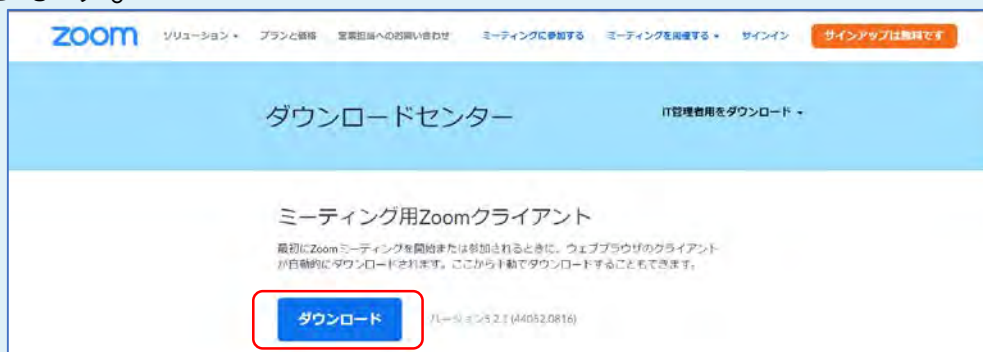 zoom ソリューション プランと価格 営業担当へのお問い合わせ ミーティングに参加する ミーティングを開催する サインイン サインアップは無料です
ダウンロードセンター IT管理者用をダウンロード
ミーティング用Zoomクライアント
最初にZoomミーティングを開始または参加されるときに、ウェブブラウザのクライアント
が自動的にダウンロードされます。ここから手動でダウンロードすることもできます。
ダウンロード バージョン5.2.1 (44052.0816)